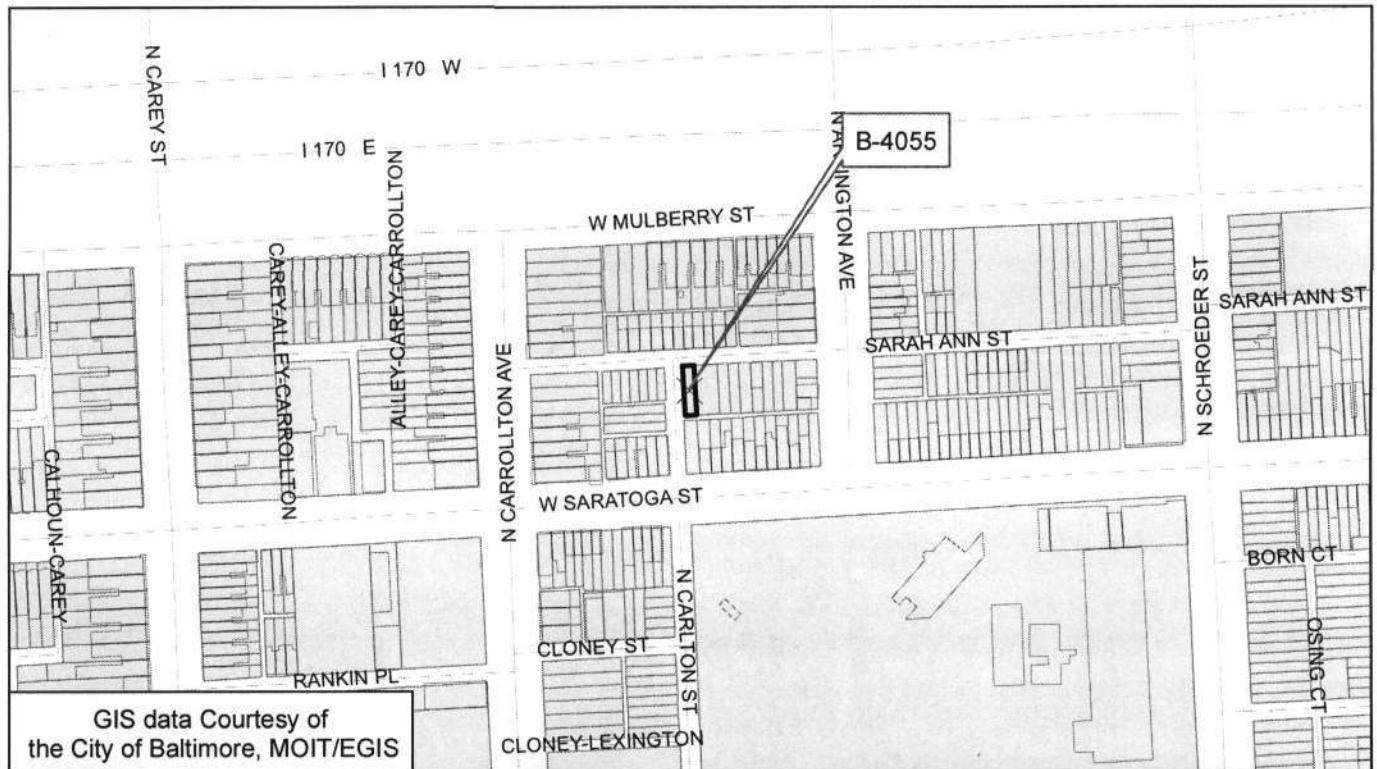 N CAREY ST
I 170 W
I 170 E
B-4055
W MULBERRY ST
CAREY-ALLEY-CARROLLTON
ALLEY-CAREY-CARROLLTON
N CARROLLTON AVE
INGTON AVE
SARAH ANN ST
N SCHROEDER ST
SARAH ANN ST
CALHOUN-CAREY
W SARATOGA ST
N CARLTON ST
BORN CT
OSING CT
CLONEY ST
RANKIN PL
CLONEY-LEXINGTON
GIS data Courtesy of
the City of Baltimore, MOIT/EGIS